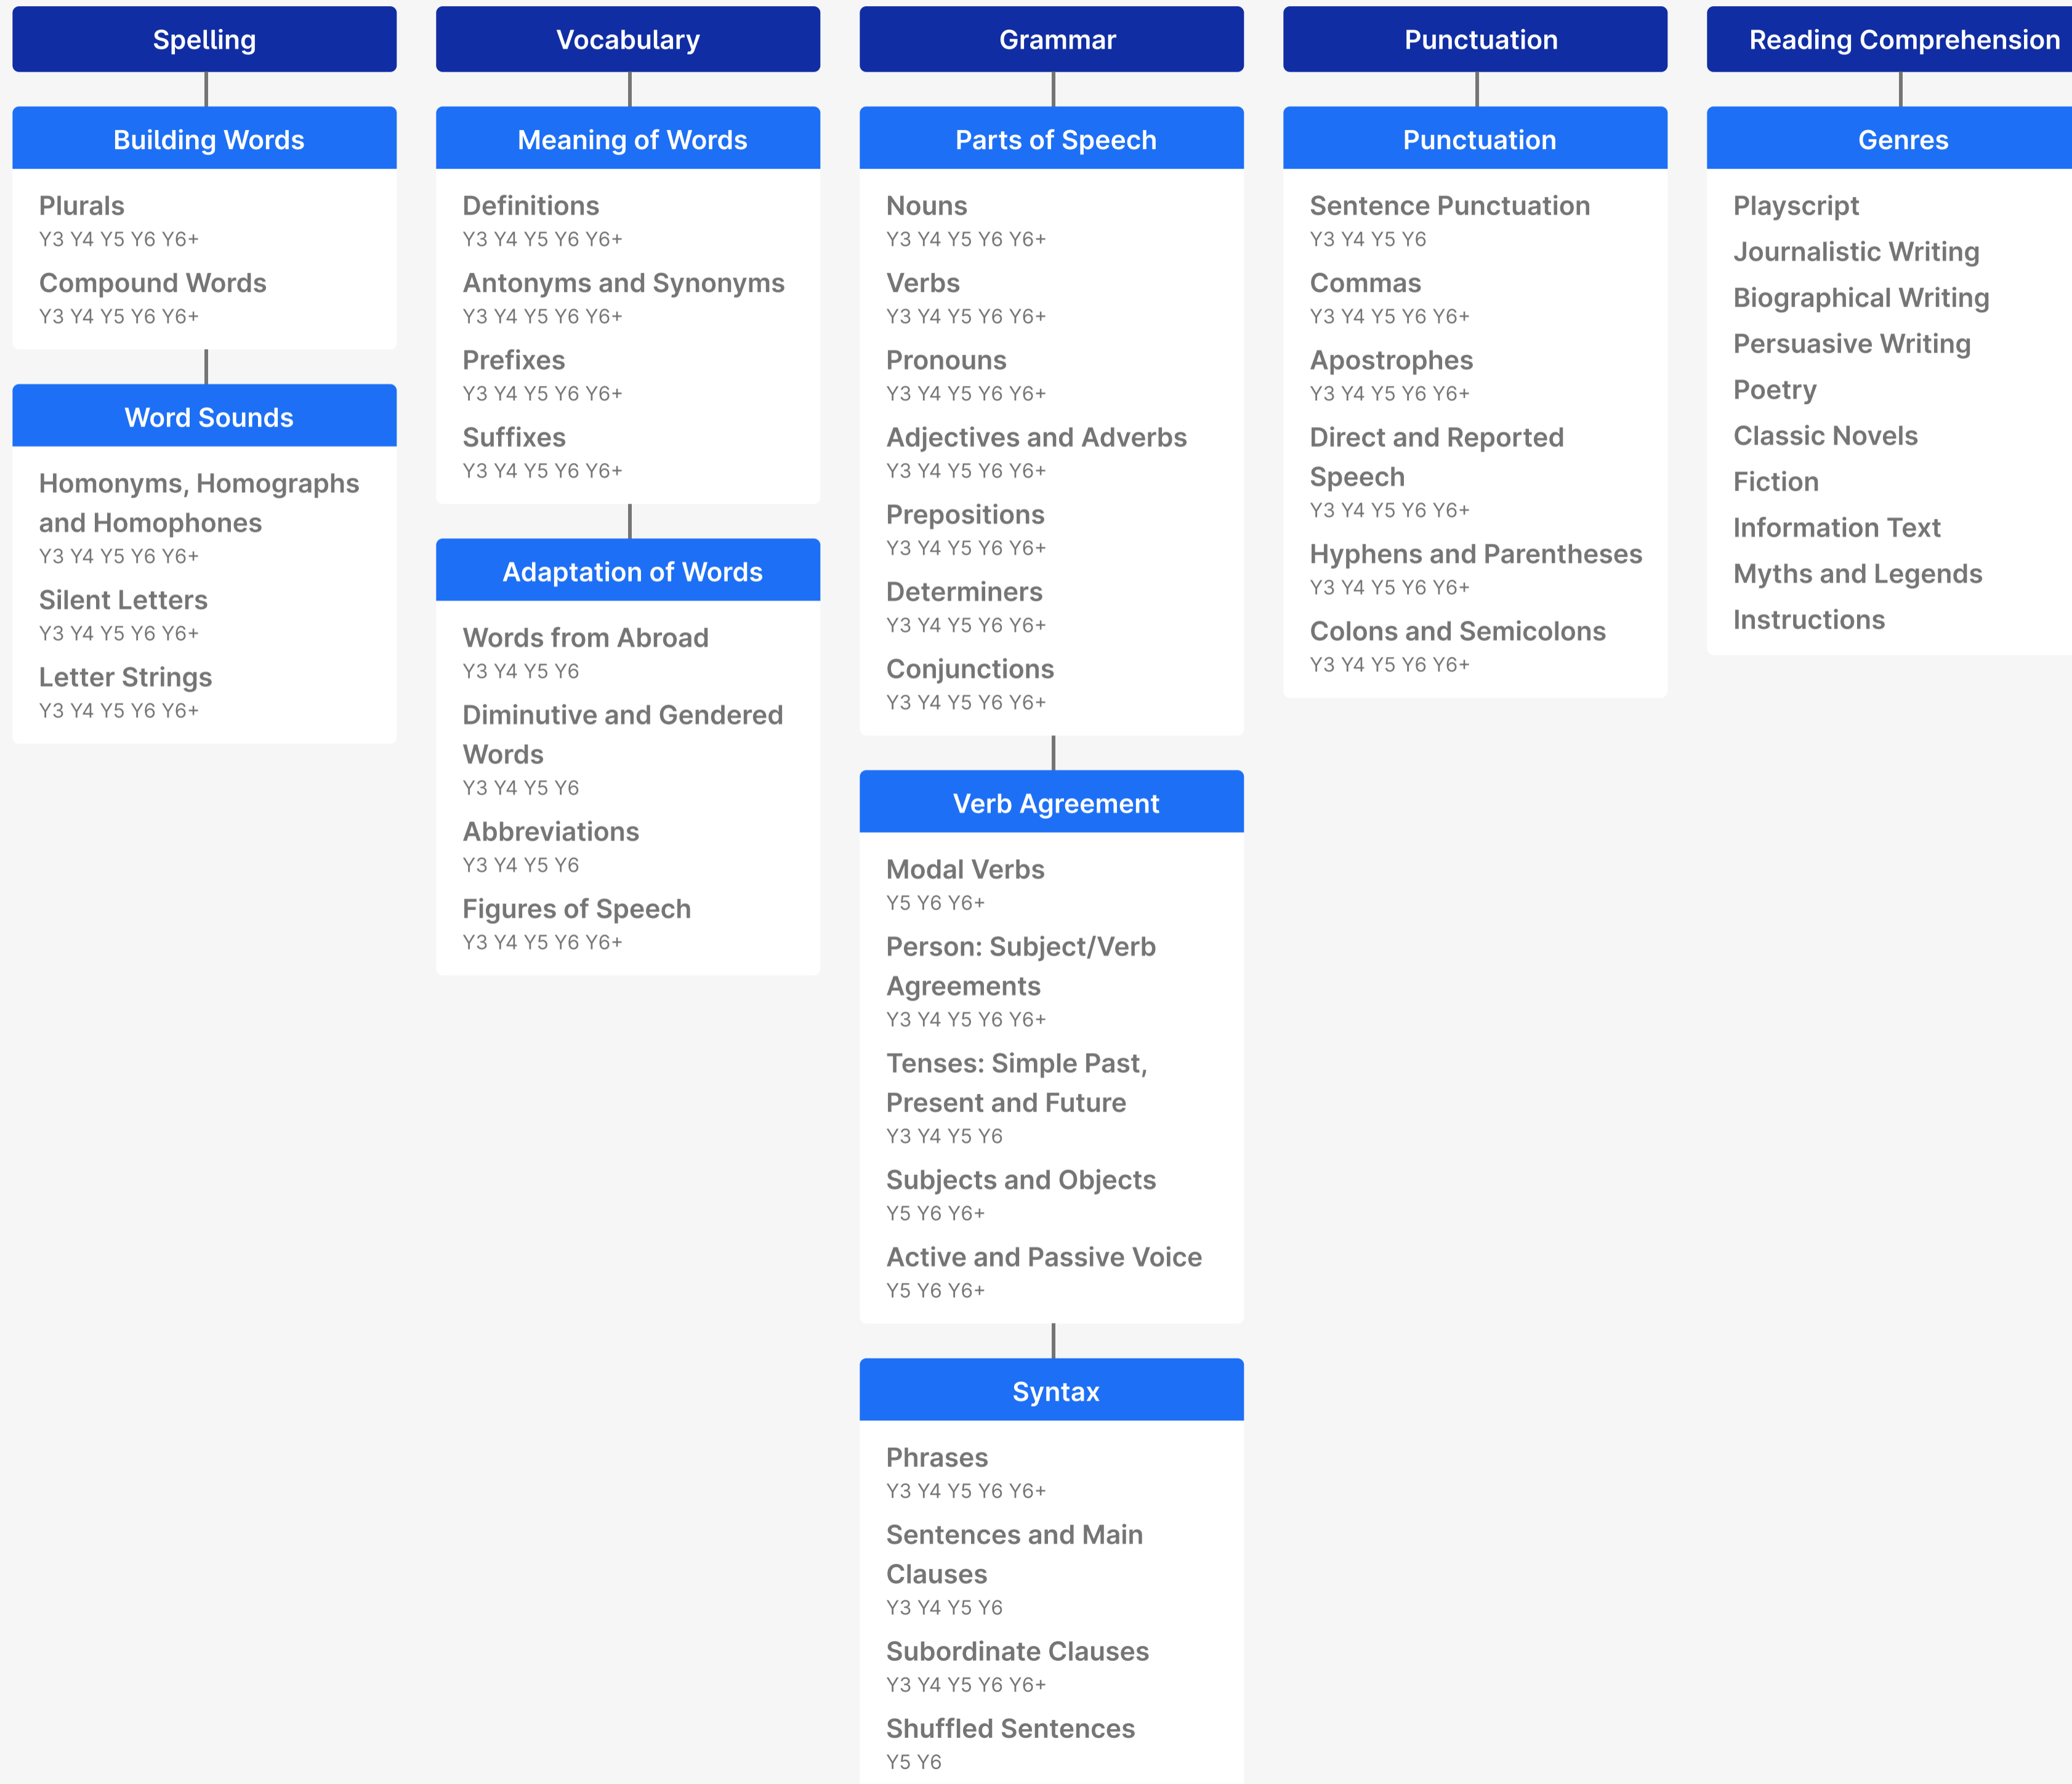 Spelling
Building Words
Plurals
Y3 Y4 Y5 Y6 Y6+
Compound Words
Y3 Y4 Y5 Y6 Y6+
Word Sounds
Homonyms, Homographs
and Homophones
Y3 Y4 Y5 Y6 Y6+
Silent Letters
Y3 Y4 Y5 Y6 Y6+
Letter Strings
Y3 Y4 Y5 Y6 Y6+
Vocabulary
Meaning of Words
Definitions
Y3 Y4 Y5 Y6 Y6+
Antonyms and Synonyms
Y3 Y4 Y5 Y6 Y6+
Prefixes
Y3 Y4 Y5 Y6 Y6+
Suffixes
Y3 Y4 Y5 Y6 Y6+
Adaptation of Words
Words from Abroad
Y3 Y4 Y5 Y6
Diminutive and Gendered
Words
Y3 Y4 Y5 Y6
Abbreviations
Y3 Y4 Y5 Y6
Figures of Speech
Y3 Y4 Y5 Y6 Y6+
Grammar
Parts of Speech
Nouns
Y3 Y4 Y5 Y6 Y6+
Verbs
Y3 Y4 Y5 Y6 Y6+
Pronouns
Y3 Y4 Y5 Y6 Y6+
Adjectives and Adverbs
Y3 Y4 Y5 Y6 Y6+
Prepositions
Y3 Y4 Y5 Y6 Y6+
Determiners
Y3 Y4 Y5 Y6 Y6+
Conjunctions
Y3 Y4 Y5 Y6 Y6+
Verb Agreement
Modal Verbs
Y5 Y6 Y6+
Person: Subject/Verb
Agreements
Y3 Y4 Y5 Y6 Y6+
Tenses: Simple Past,
Present and Future
Y3 Y4 Y5 Y6
Subjects and Objects
Y5 Y6 Y6+
Active and Passive Voice
Y5 Y6 Y6+
Syntax
Phrases
Y3 Y4 Y5 Y6 Y6+
Sentences and Main
Clauses
Y3 Y4 Y5 Y6
Subordinate Clauses
Y3 Y4 Y5 Y6 Y6+
Shuffled Sentences
Y5 Y6
Punctuation
Punctuation
Sentence Punctuation
Y3 Y4 Y5 Y6
Commas
Y3 Y4 Y5 Y6 Y6+
Apostrophes
Y3 Y4 Y5 Y6 Y6+
Direct and Reported
Speech
Y3 Y4 Y5 Y6 Y6+
Hyphens and Parentheses
Y3 Y4 Y5 Y6 Y6+
Colons and Semicolons
Y3 Y4 Y5 Y6 Y6+
Reading Comprehension
Genres
Playscript
Journalistic Writing
Biographical Writing
Persuasive Writing
Poetry
Classic Novels
Fiction
Information Text
Myths and Legends
Instructions